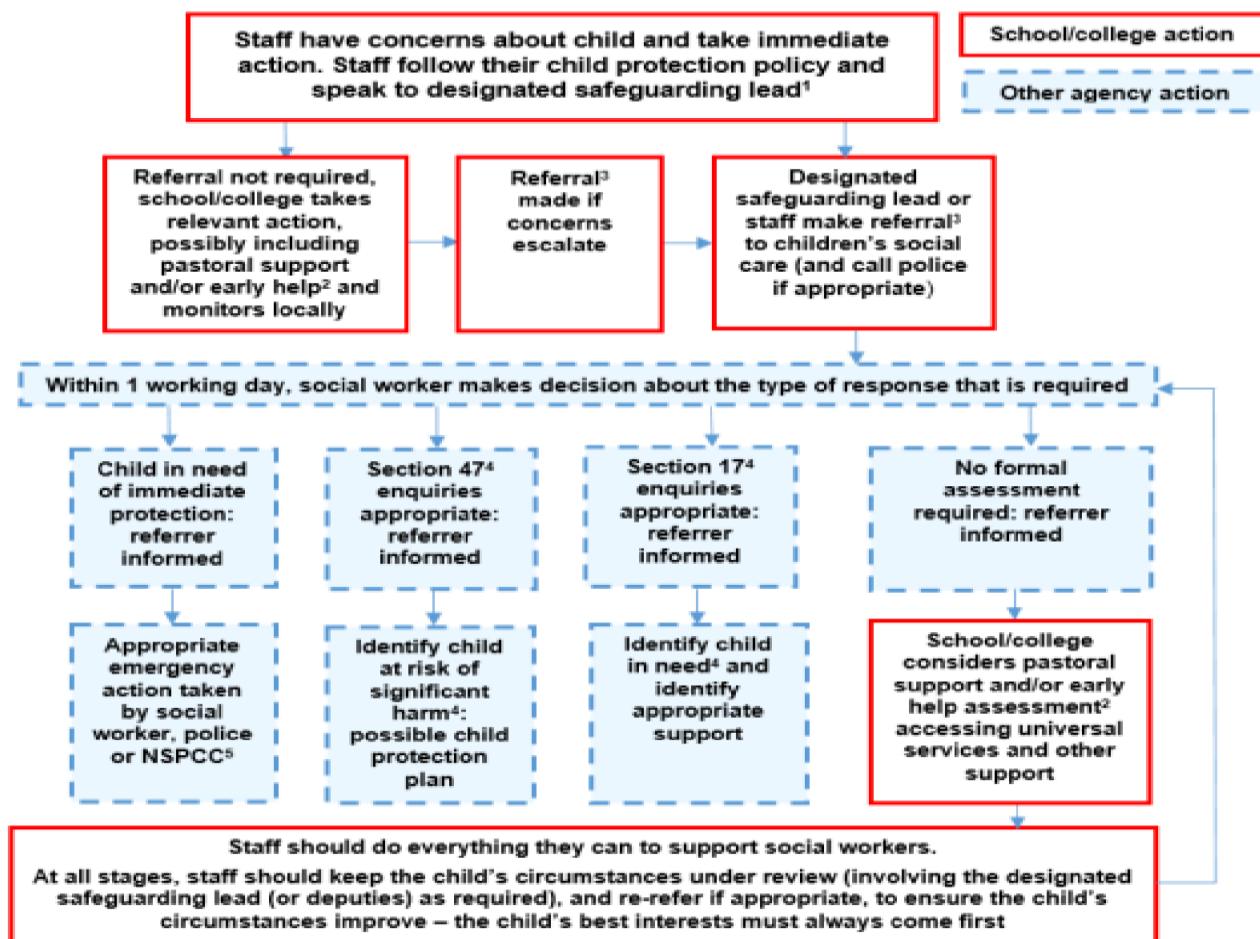 Staff have concerns about child and take immediate
action. Staff follow their child protection policy and
speak to designated safeguarding lead¹
School/college action
Other agency action
Referral not required,
school/college takes
relevant action,
possibly including
pastoral support
and/or early help² and
monitors locally
Referral³
made if
concerns
escalate
Designated
safeguarding lead or
staff make referral³
to children's social
care (and call police
if appropriate)
Within 1 working day, social worker makes decision about the type of response that is required
Child in need
of immediate
protection:
referrer
informed
Section 47⁴
enquiries
appropriate:
referrer
informed
Section 17⁴
enquiries
appropriate:
referrer
informed
No formal
assessment
required: referrer
informed
Appropriate
emergency
action taken
by social
worker, police
or NSPCC⁵
Identify child
at risk of
significant
harm⁴:
possible child
protection
plan
Identify child
in need⁴ and
identify
appropriate
support
School/college
considers pastoral
support and/or early
help assessment²
accessing universal
services and other
support
Staff should do everything they can to support social workers.
At all stages, staff should keep the child's circumstances under review (involving the designated
safeguarding lead (or deputies) as required), and re-refer if appropriate, to ensure the child's
circumstances improve – the child's best interests must always come first